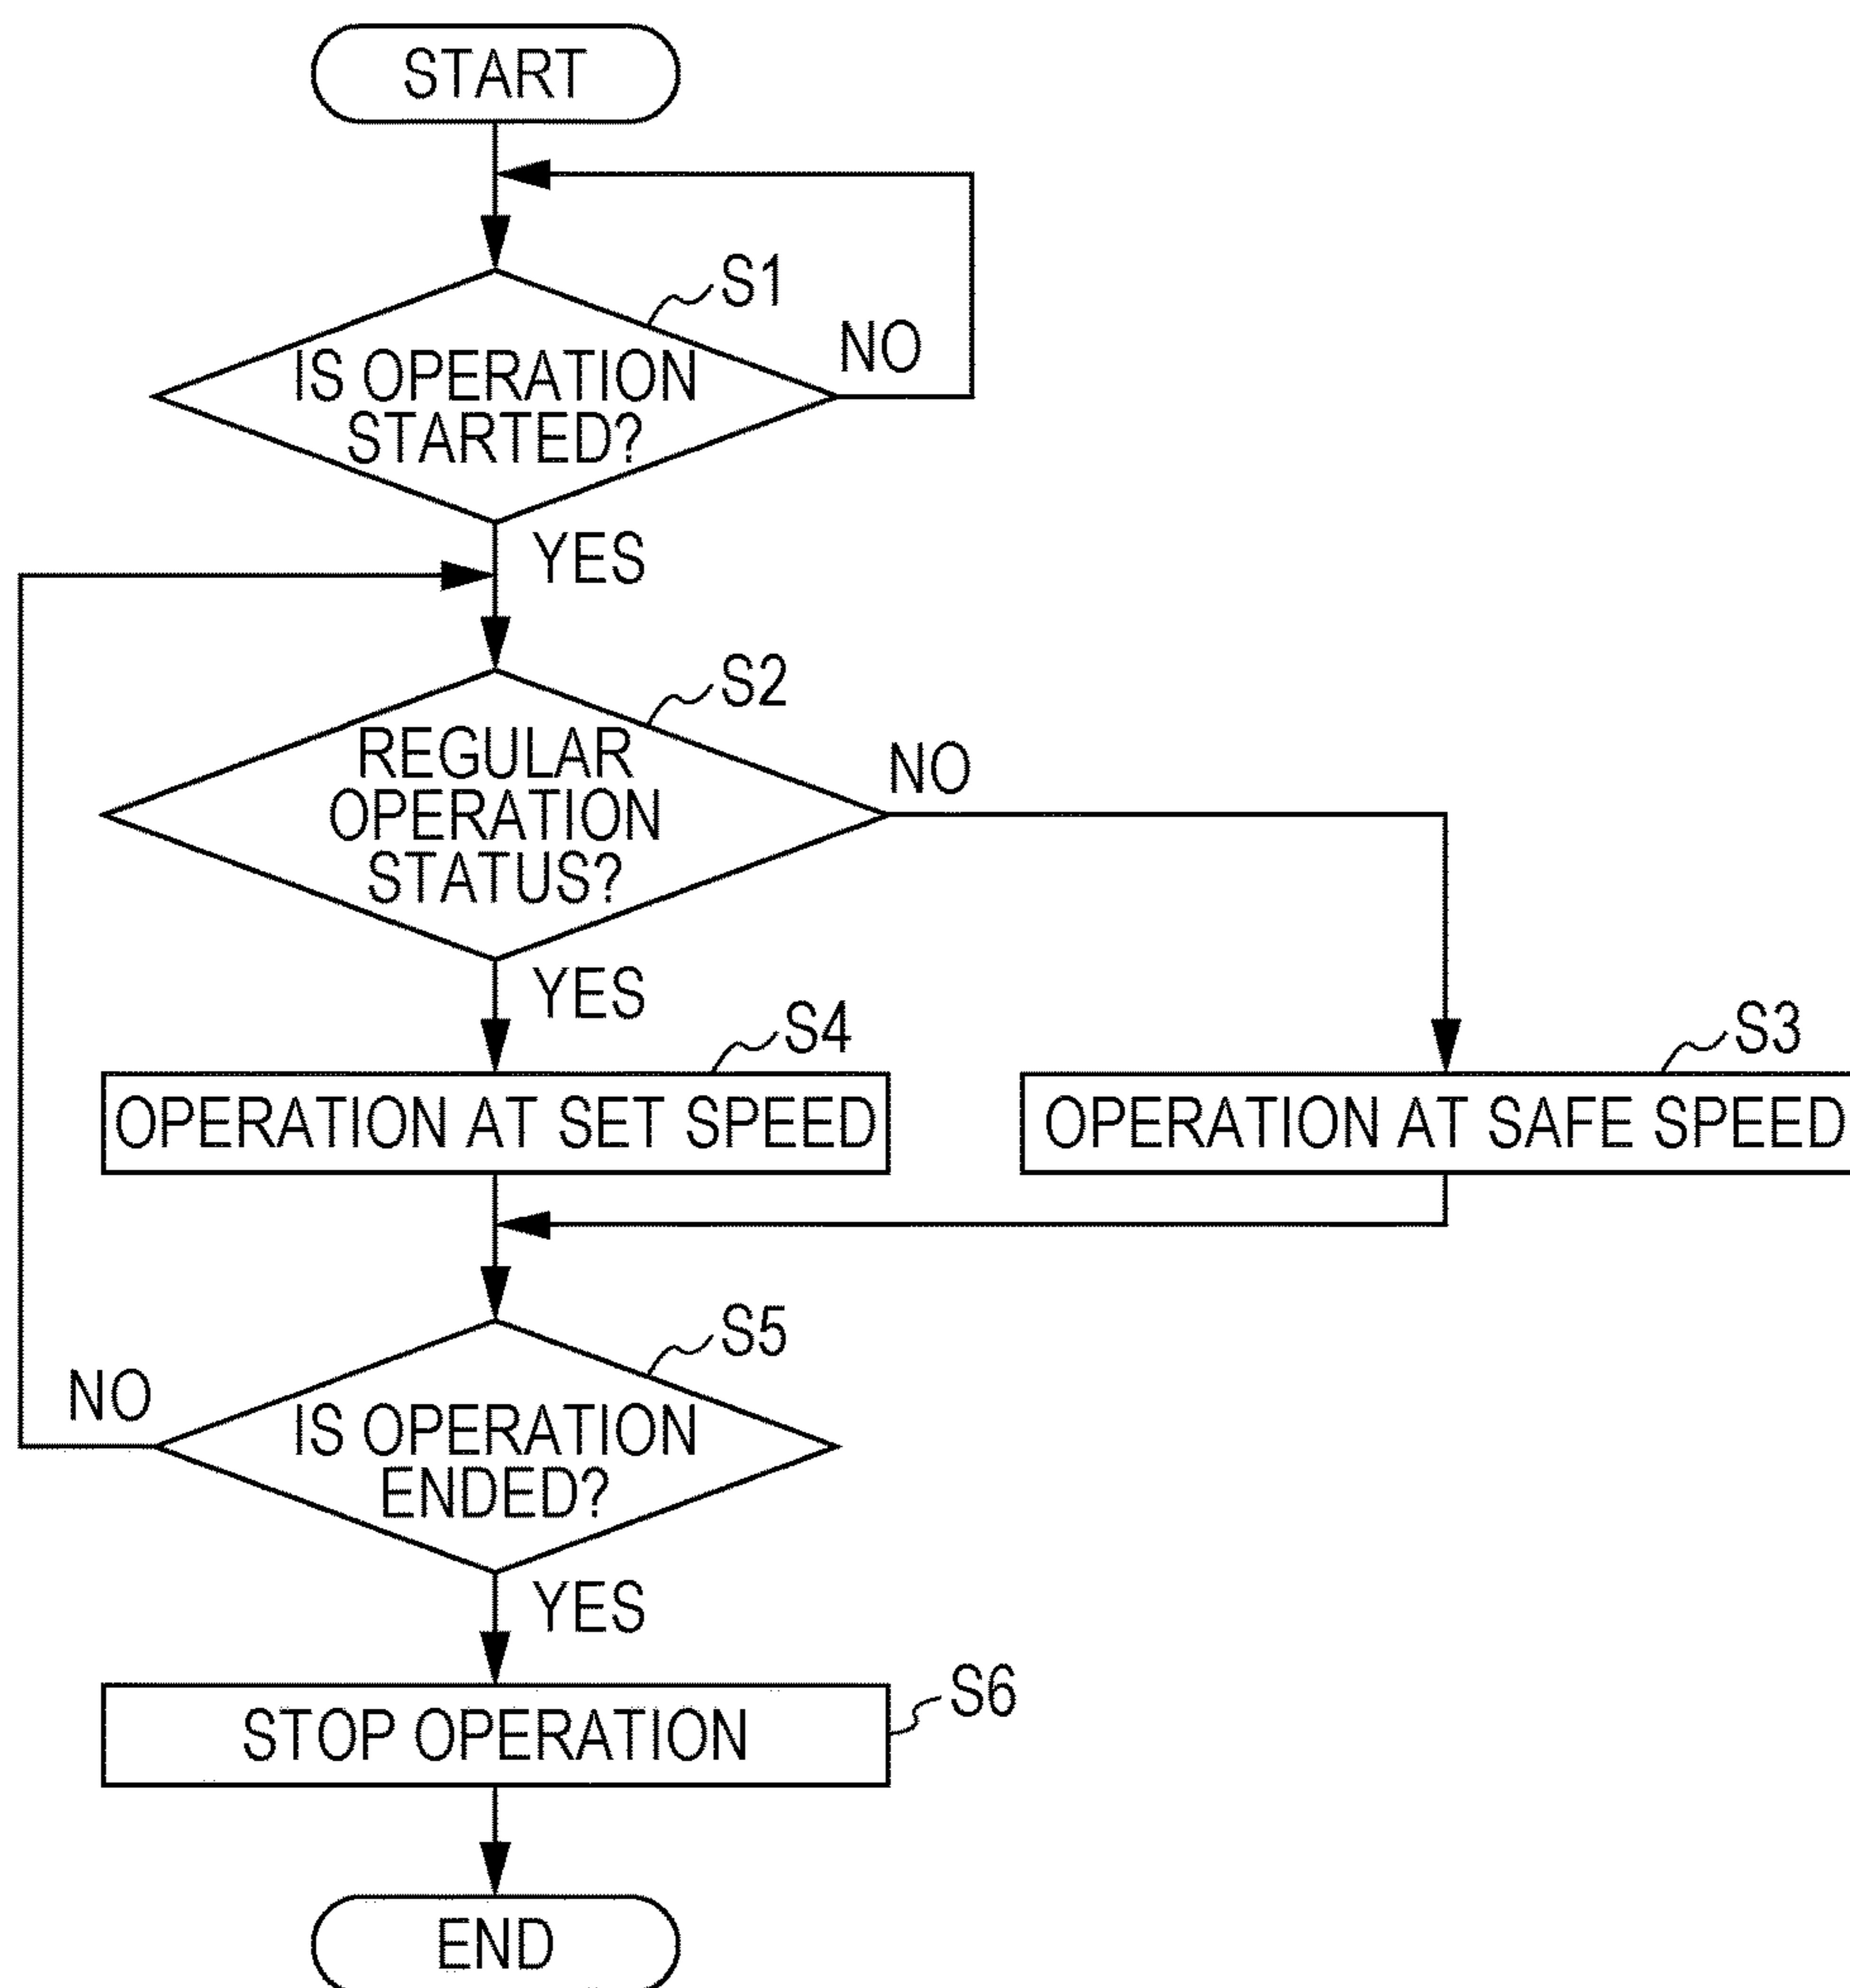 START
S1
IS OPERATION
STARTED?
NO
YES
S2
REGULAR
OPERATION
STATUS?
NO
YES
S4
S3
OPERATION AT SET SPEED
OPERATION AT SAFE SPEED
S5
NO
IS OPERATION
ENDED?
YES
S6
STOP OPERATION
END